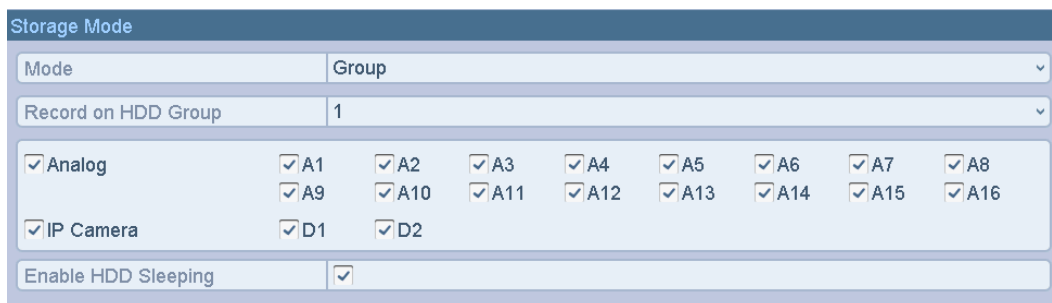 Storage Mode
Mode Group
Record on HDD Group 1
Analog A1 A2 A3 A4 A5 A6 A7 A8
A9 A10 A11 A12 A13 A14 A15 A16
IP Camera D1 D2
Enable HDD Sleeping